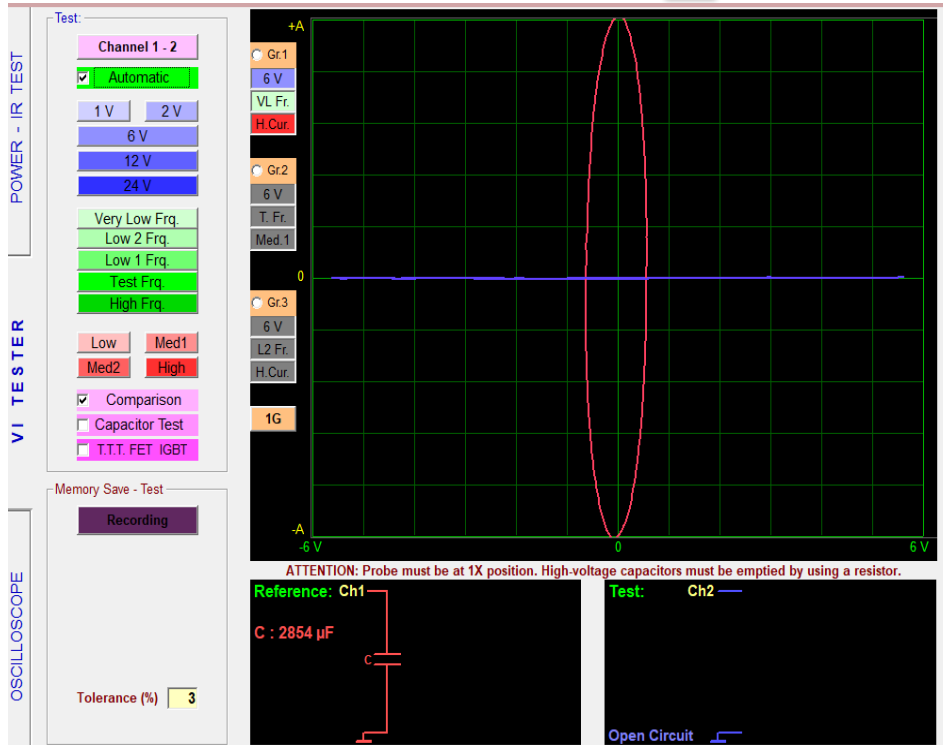 POWER - IR TEST
VI TESTER
OSCILLOSCOPE
Test:
Channel 1 - 2
Automatic
1 V
2 V
6 V
12 V
24 V
Very Low Frq.
Low 2 Frq.
Low 1 Frq.
Test Frq.
High Frq.
Low
Med1
Med2
High
Comparison
Capacitor Test
T.T.T. FET IGBT
Memory Save - Test
Recording
Tolerance (%)
3
+A
Gr.1
6 V
VL Fr.
H.Cur.
Gr.2
6 V
T. Fr.
Med.1
0
Gr.3
6 V
L2 Fr.
H.Cur.
1G
-A
-6 V
0
6 V
ATTENTION: Probe must be at 1X position. High-voltage capacitors must be emptied by using a resistor.
Reference: Ch1
C : 2854 µF
C
Test: Ch2
Open Circuit